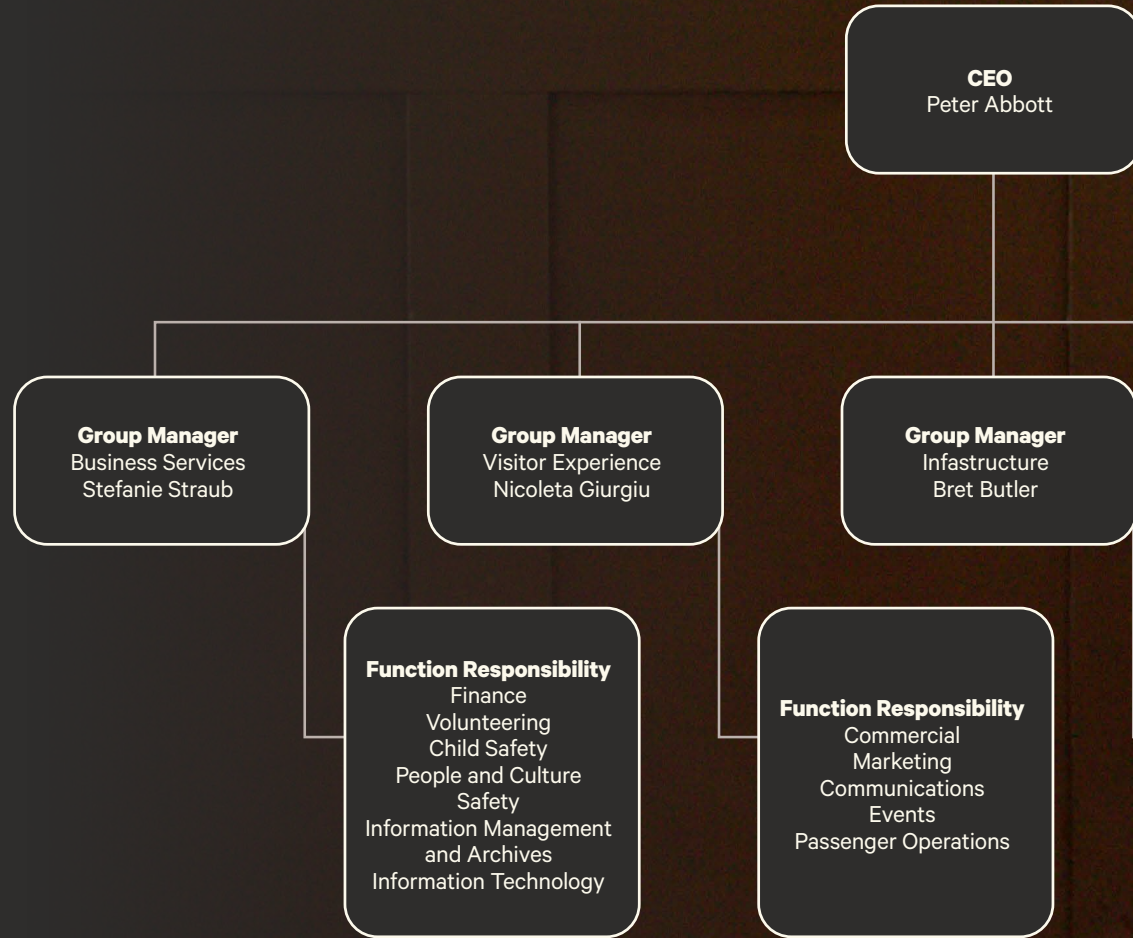 CEO
Peter Abbott
Group Manager
Business Services
Stefanie Straub
Group Manager
Visitor Experience
Nicoleta Giurgiu
Group Manager
Infastructure
Bret Butler
Function Responsibility
Finance
Volunteering
Child Safety
People and Culture
Safety
Information Management
and Archives
Information Technology
Function Responsibility
Commercial
Marketing
Communications
Events
Passenger Operations